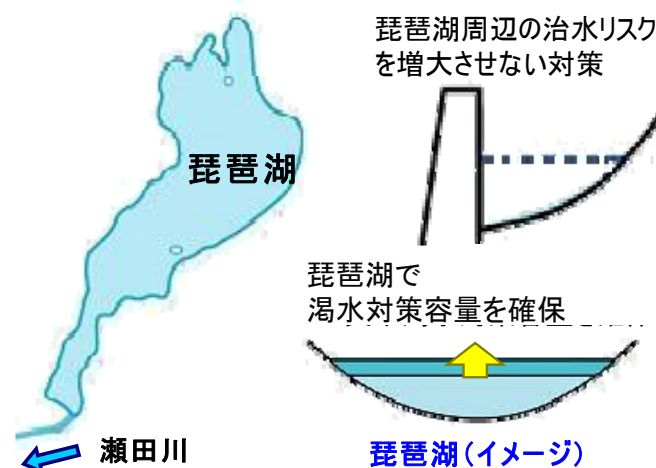 琵琶湖周辺の治水リスク
を増大させない対策
琵琶湖
琵琶湖で
渇水対策容量を確保
瀬田川
琵琶湖（イメージ）